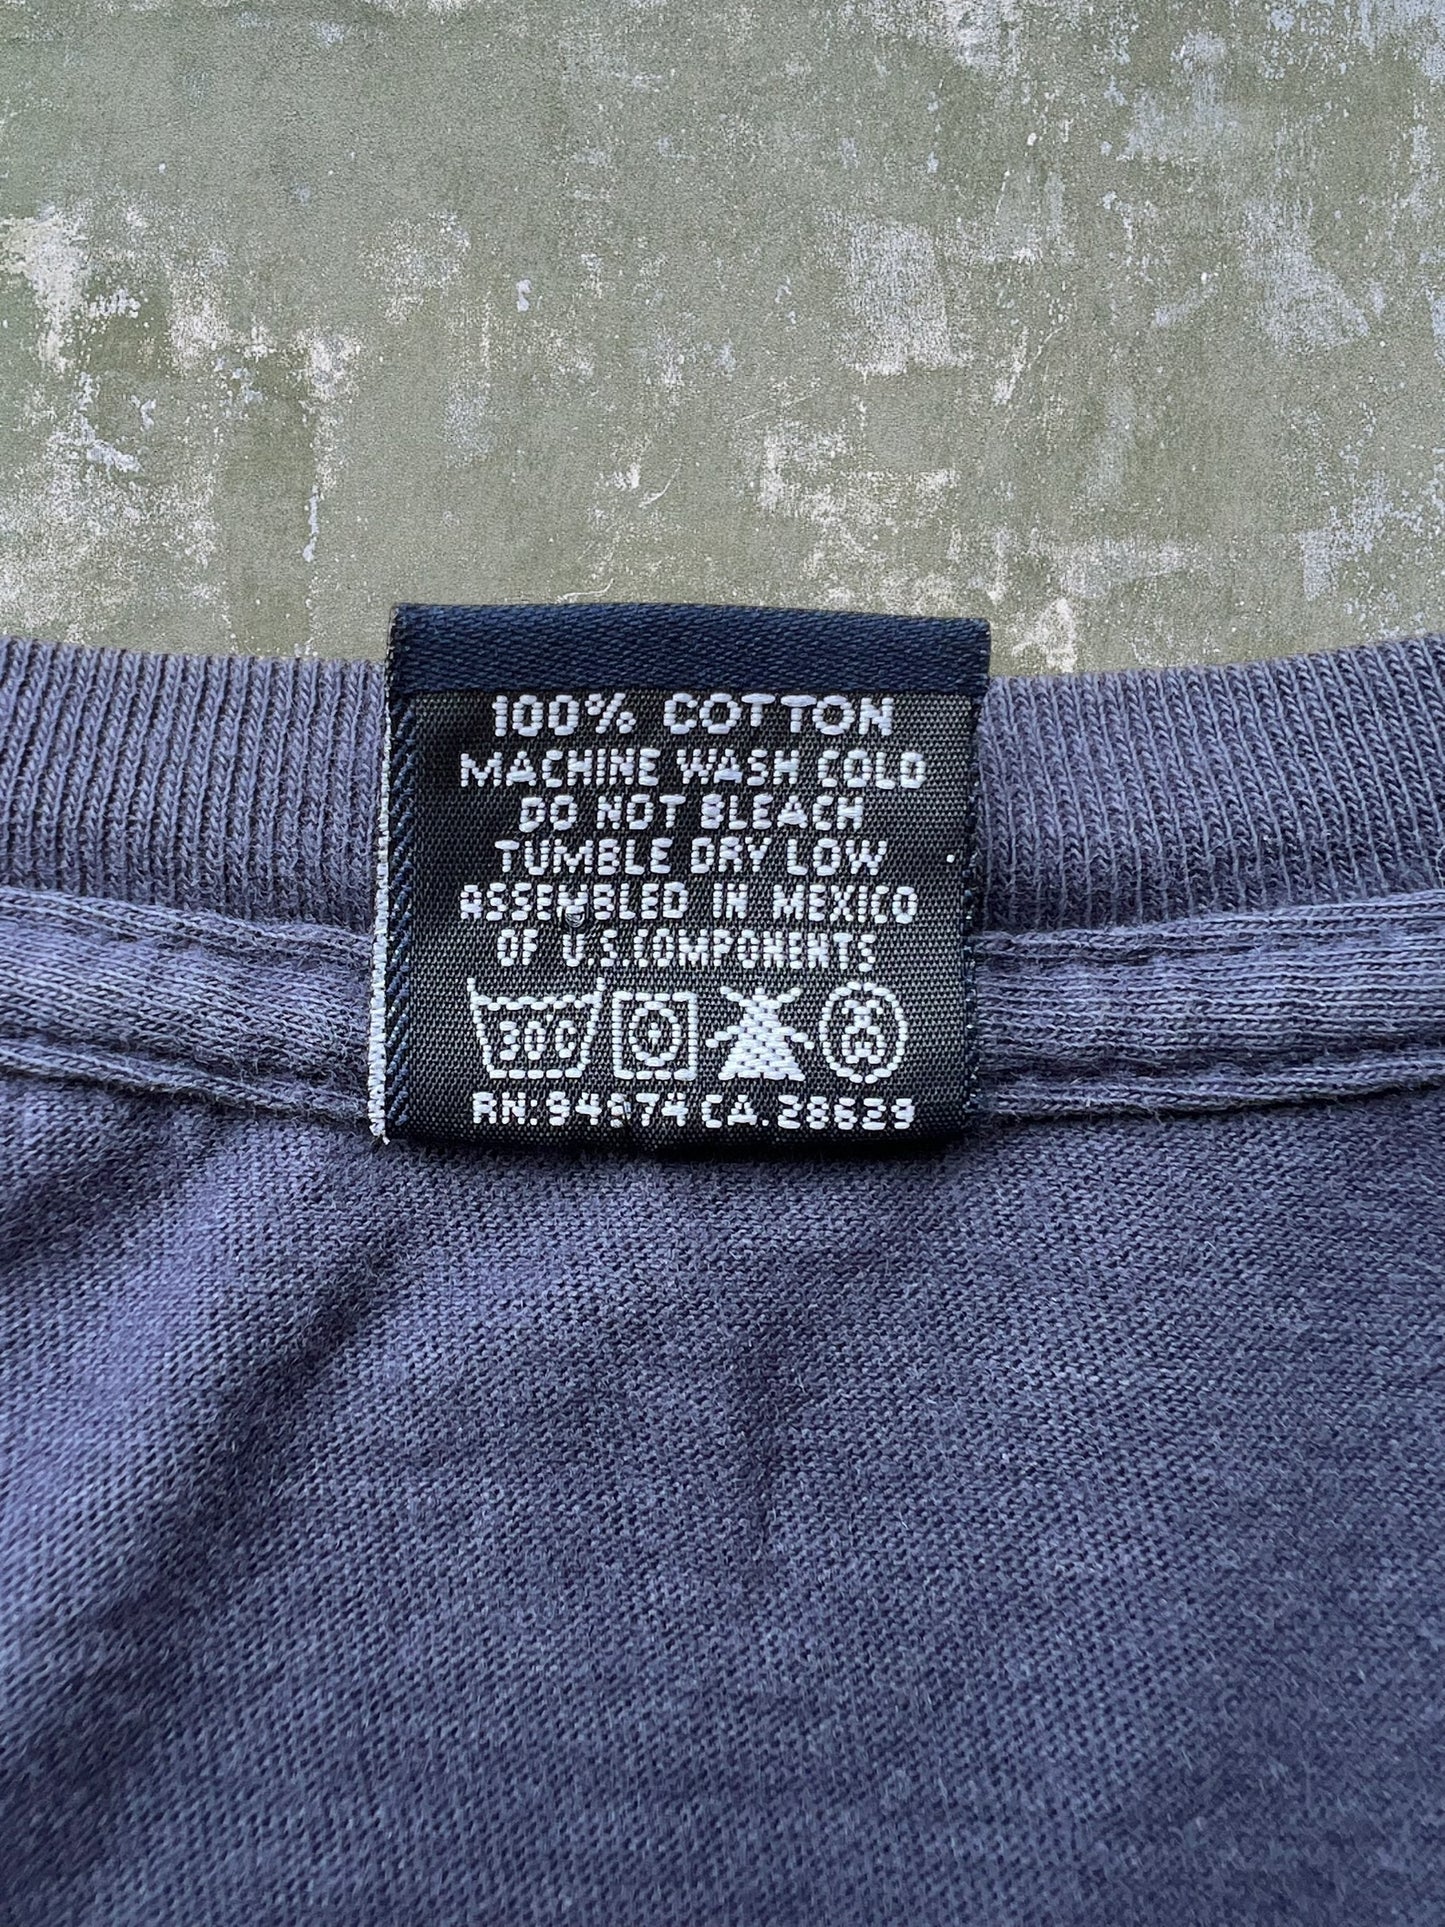 100% COTTON
MACHINE WASH COLD
DO NOT BLEACH
TUMBLE DRY LOW
ASSEMBLED IN MEXICO
OF U.S. COMPONENTS
300
RN: 94974 CA. 28629